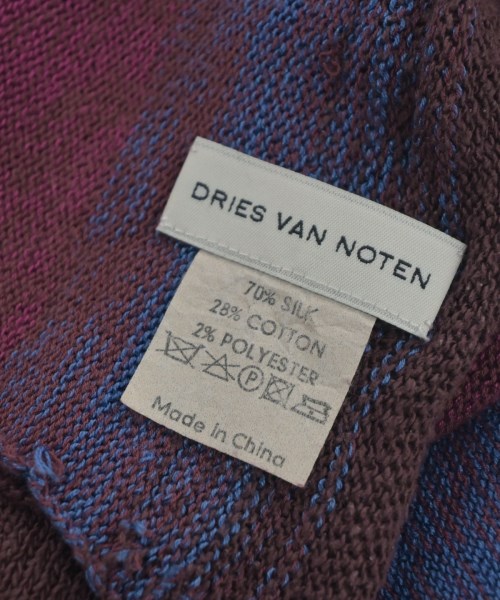 DRIES VAN NOTEN
70% SILK
28% COTTON
2% POLYESTER
P
Made in China